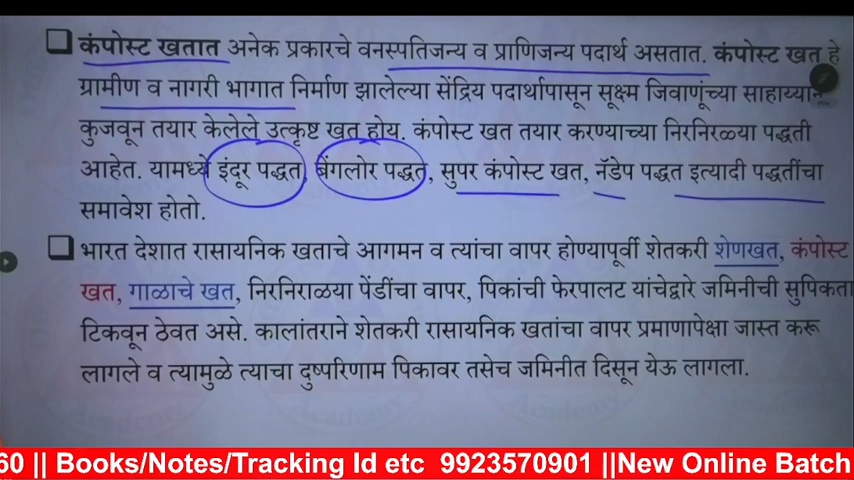 कंपोस्ट खतात अनेक प्रकारचे वनस्पतिजन्य व प्राणिजन्य पदार्थ असतात. कंपोस्ट खत हे
ग्रामीण व नागरी भागात निर्माण झालेल्या सेंद्रिय पदार्थापासून सूक्ष्म जिवाणूंच्या साहाय्याने
कुजवून तयार केलेले उत्कृष्ट खत होय. कंपोस्ट खत तयार करण्याच्या निरनिरळ्या पद्धती
आहेत. यामध्ये इंदूर पद्धत, बेंगलोर पद्धत, सुपर कंपोस्ट खत, नॅडेप पद्धत इत्यादी पद्धतींचा
समावेश होतो.
भारत देशात रासायनिक खताचे आगमन व त्यांचा वापर होण्यापूर्वी शेतकरी शेणखत, कंपोस्ट
खत, गाळाचे खत, निरनिराळया पेंडींचा वापर, पिकांची फेरपालट यांचेद्वारे जमिनीची सुपिकता
टिकवून ठेवत असे. कालांतराने शेतकरी रासायनिक खतांचा वापर प्रमाणापेक्षा जास्त करू
लागले व त्यामुळे त्याचा दुष्परिणाम पिकावर तसेच जमिनीत दिसून येऊ लागला.
60 || Books/Notes/Tracking Id etc 9923570901 ||New Online Batch